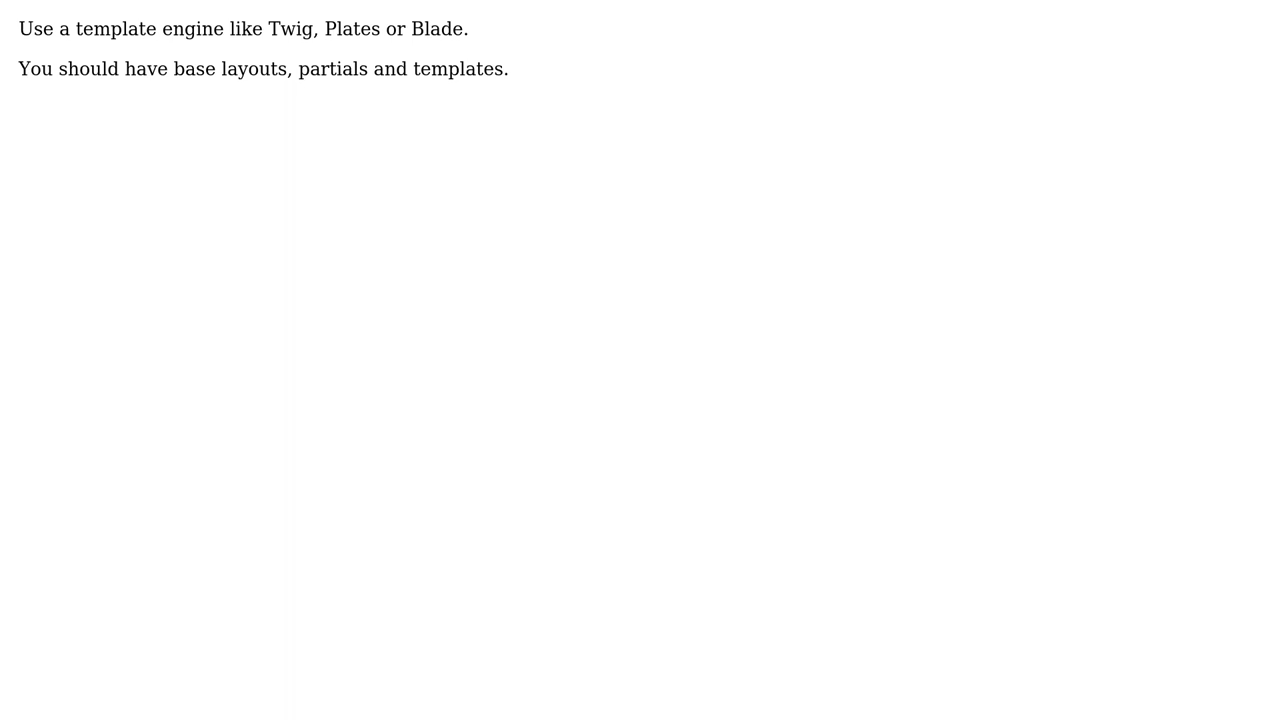 Use a template engine like Twig, Plates or Blade.
You should have base layouts, partials and templates.